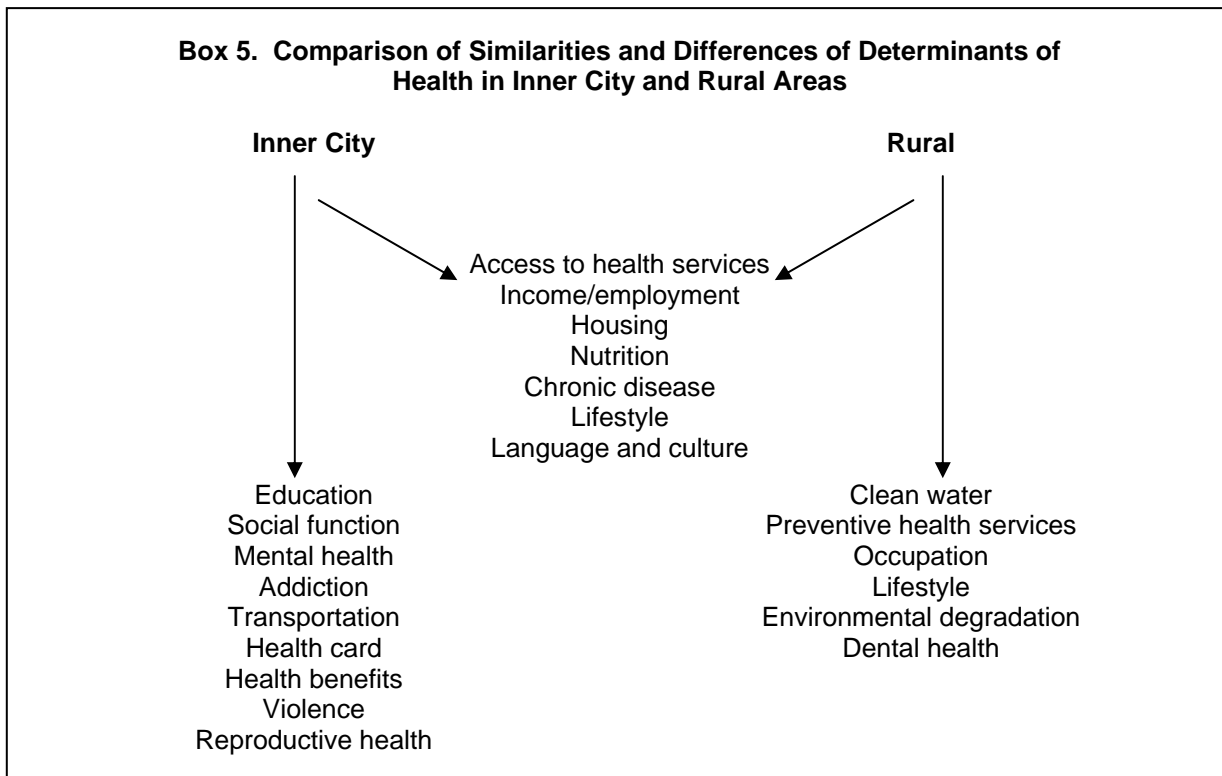 Box 5. Comparison of Similarities and Differences of Determinants of
Health in Inner City and Rural Areas
Inner City
Rural
Access to health services
Income/employment
Housing
Nutrition
Chronic disease
Lifestyle
Language and culture
Education
Social function
Mental health
Addiction
Transportation
Health card
Health benefits
Violence
Reproductive health
Clean water
Preventive health services
Occupation
Lifestyle
Environmental degradation
Dental health